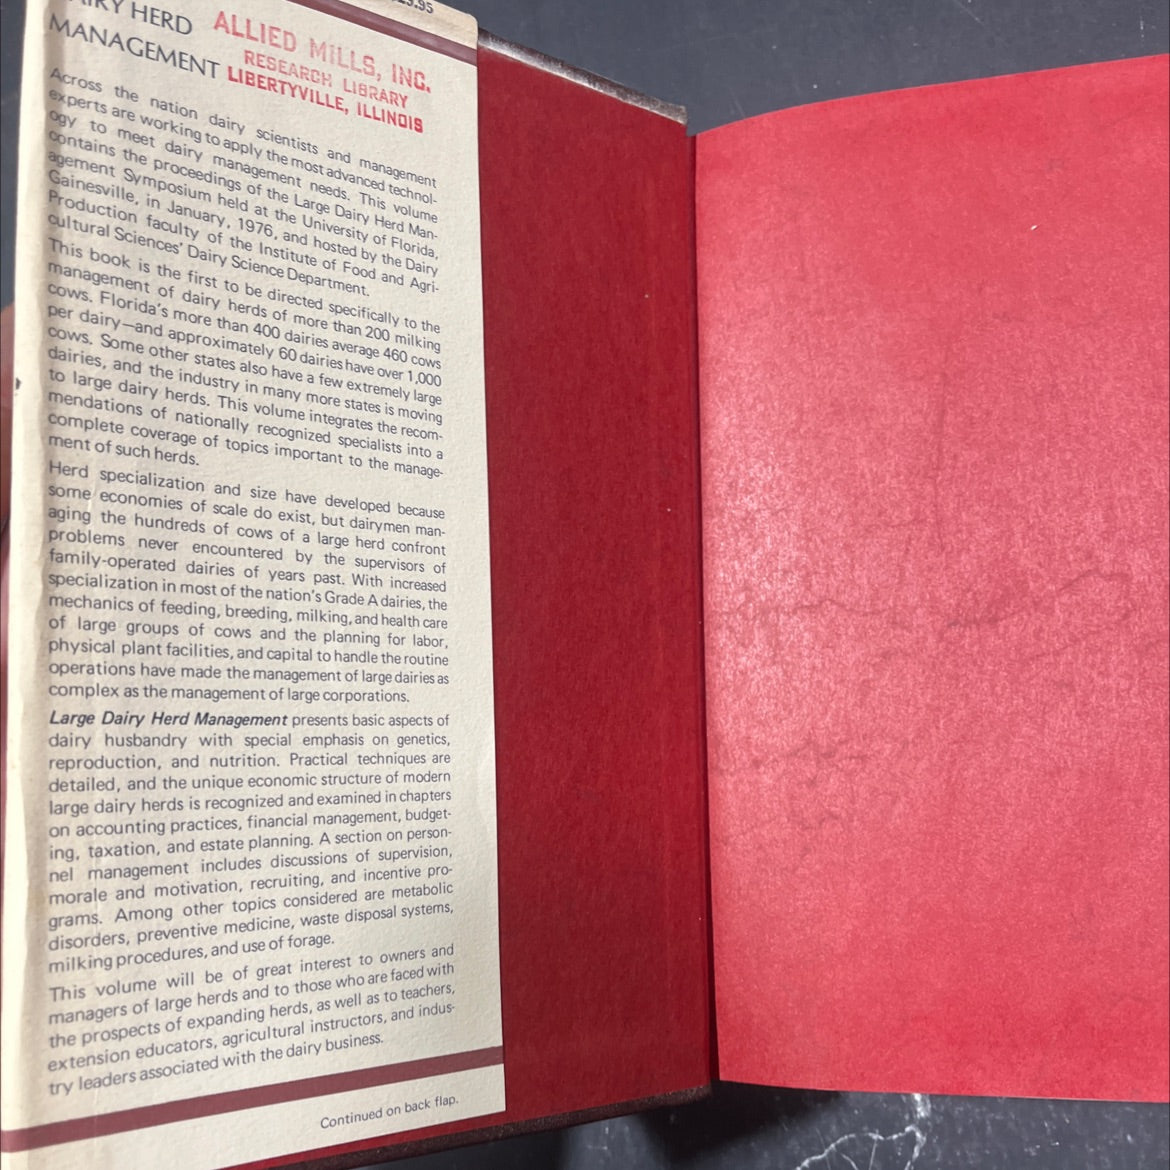 DAIRY HERD
MANAGEMENT
ALLIED MILLS, INC.
RESEARCH LIBRARY
LIBERTYVILLE, ILLINOIS
Across the nation dairy scientists and management
experts are working to apply the most advanced technol-
ogy to meet dairy management needs. This volume
contains the proceedings of the Large Dairy Herd Man-
agement Symposium held at the University of Florida,
Gainesville, in January, 1976, and hosted by the Dairy
Production faculty of the Institute of Food and Agri-
cultural Sciences' Dairy Science Department.
This book is the first to be directed specifically to the
management of dairy herds of more than 200 milking
cows. Florida's more than 400 dairies average 460 cows
per dairy—and approximately 60 dairies have over 1,000
cows. Some other states also have a few extremely large
dairies, and the industry in many more states is moving
to large dairy herds. This volume integrates the recom-
mendations of nationally recognized specialists into a
complete coverage of topics important to the manage-
ment of such herds.
Herd specialization and size have developed because
some economies of scale do exist, but dairymen man-
aging the hundreds of cows of a large herd confront
problems never encountered by the supervisors of
family-operated dairies of years past. With increased
specialization in most of the nation's Grade A dairies, the
mechanics of feeding, breeding, milking, and health care
of large groups of cows and the planning for labor,
physical plant facilities, and capital to handle the routine
operations have made the management of large dairies as
complex as the management of large corporations.
Large Dairy Herd Management presents basic aspects of
dairy husbandry with special emphasis on genetics,
reproduction, and nutrition. Practical techniques are
detailed, and the unique economic structure of modern
large dairy herds is recognized and examined in chapters
on accounting practices, financial management, budget-
ing, taxation, and estate planning. A section on person-
nel management includes discussions of supervision,
morale and motivation, recruiting, and incentive pro-
grams. Among other topics considered are metabolic
disorders, preventive medicine, waste disposal systems,
milking procedures, and use of forage.
This volume will be of great interest to owners and
managers of large herds and to those who are faced with
the prospects of expanding herds, as well as to teachers,
extension educators, agricultural instructors, and indus-
try leaders associated with the dairy business.
Continued on back flap.